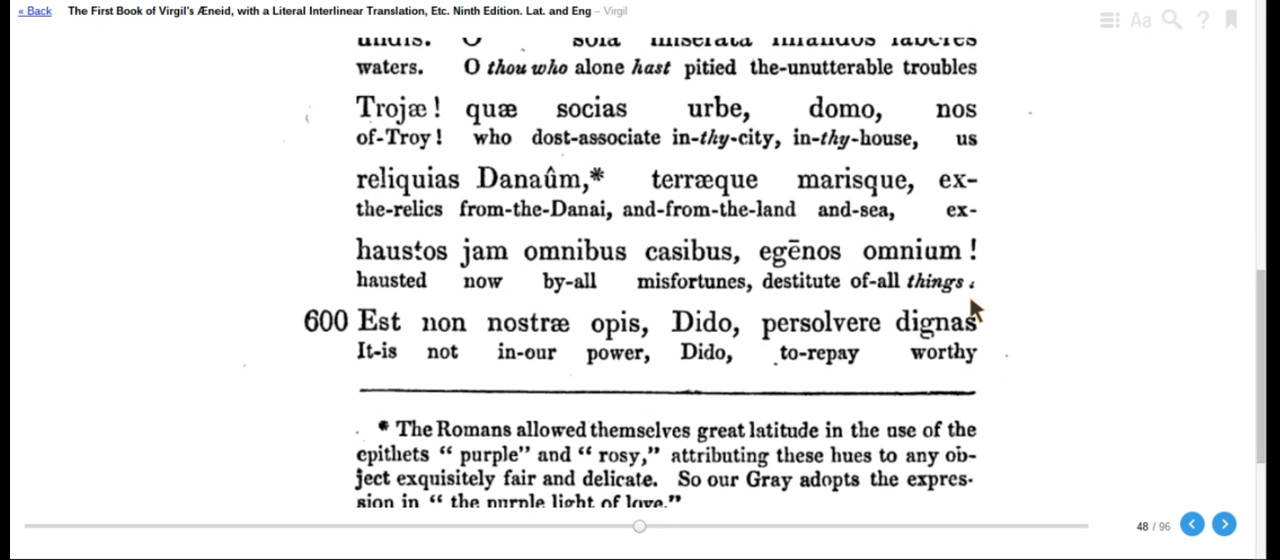 « Back The First Book of Virgil's Æneid, with a Literal Interlinear Translation, Etc. Ninth Edition. Lat. and Eng – Virgil
Aa ?
undis. O sola miserata infandos labores
waters. O thou who alone hast pitied the-unutterable troubles
Trojæ ! quæ socias urbe, domo, nos
of-Troy ! who dost-associate in-thy-city, in-thy-house, us
reliquias Danaûm,* terræque marisque, ex-
the-relics from-the-Danai, and-from-the-land and-sea, ex-
haustos jam omnibus casibus, egēnos omnium !
hausted now by-all misfortunes, destitute of-all things.
600 Est non nostræ opis, Dido, persolvere dignas
It-is not in-our power, Dido, to-repay worthy
* The Romans allowed themselves great latitude in the use of the
epithets “ purple” and “ rosy,” attributing these hues to any ob-
ject exquisitely fair and delicate. So our Gray adopts the expres-
sion in “ the purple light of love.”
48 / 96